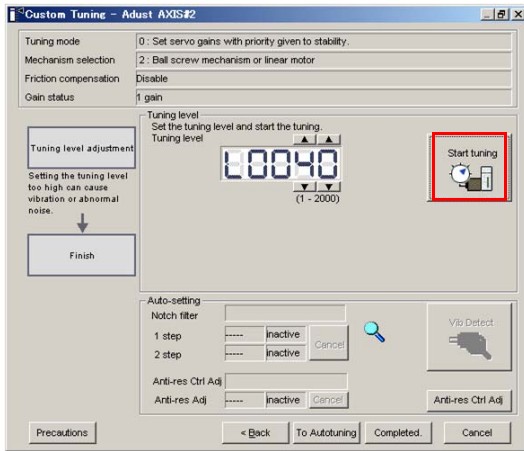 Custom Tuning - Adust AXIS#2
Tuning mode 0 : Set servo gains with priority given to stability.
Mechanism selection 2 : Ball screw mechanism or linear motor
Friction compensation Disable
Gain status 1 gain
Tuning level adjustment
Setting the tuning level
too high can cause
vibration or abnormal
noise.
Finish
Tuning level
Set the tuning level and start the tuning.
Tuning level
L0040
(1 - 2000)
Start tuning
Auto-setting
Notch filter
1 step ----- inactive
2 step ----- inactive
Cancel
Vib Detect
Anti-res Ctrl Adj
Anti-res Adj ----- inactive Cancel
Anti-res Ctrl Adj
Precautions
< Back
To Autotuning
Completed.
Cancel